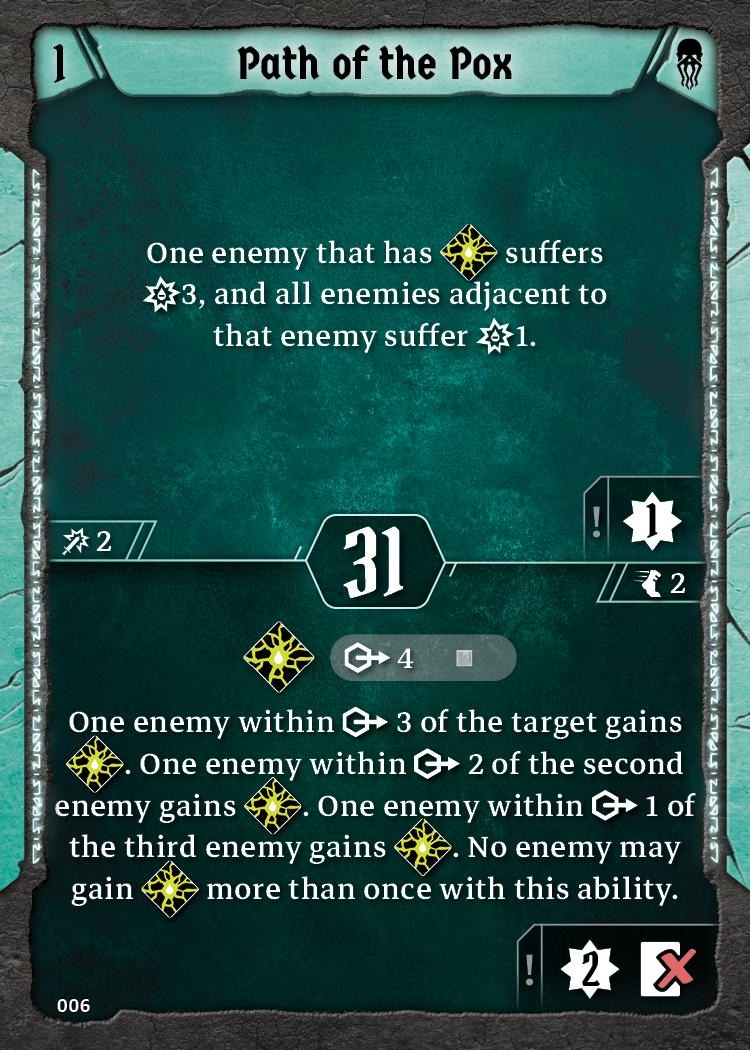 1
Path of the Pox
One enemy that has suffers
3, and all enemies adjacent to
that enemy suffer 1.
! 1
2
31
2
4
One enemy within 3 of the target gains
. One enemy within 2 of the second
enemy gains . One enemy within 1 of
the third enemy gains . No enemy may
gain more than once with this ability.
! 2
006